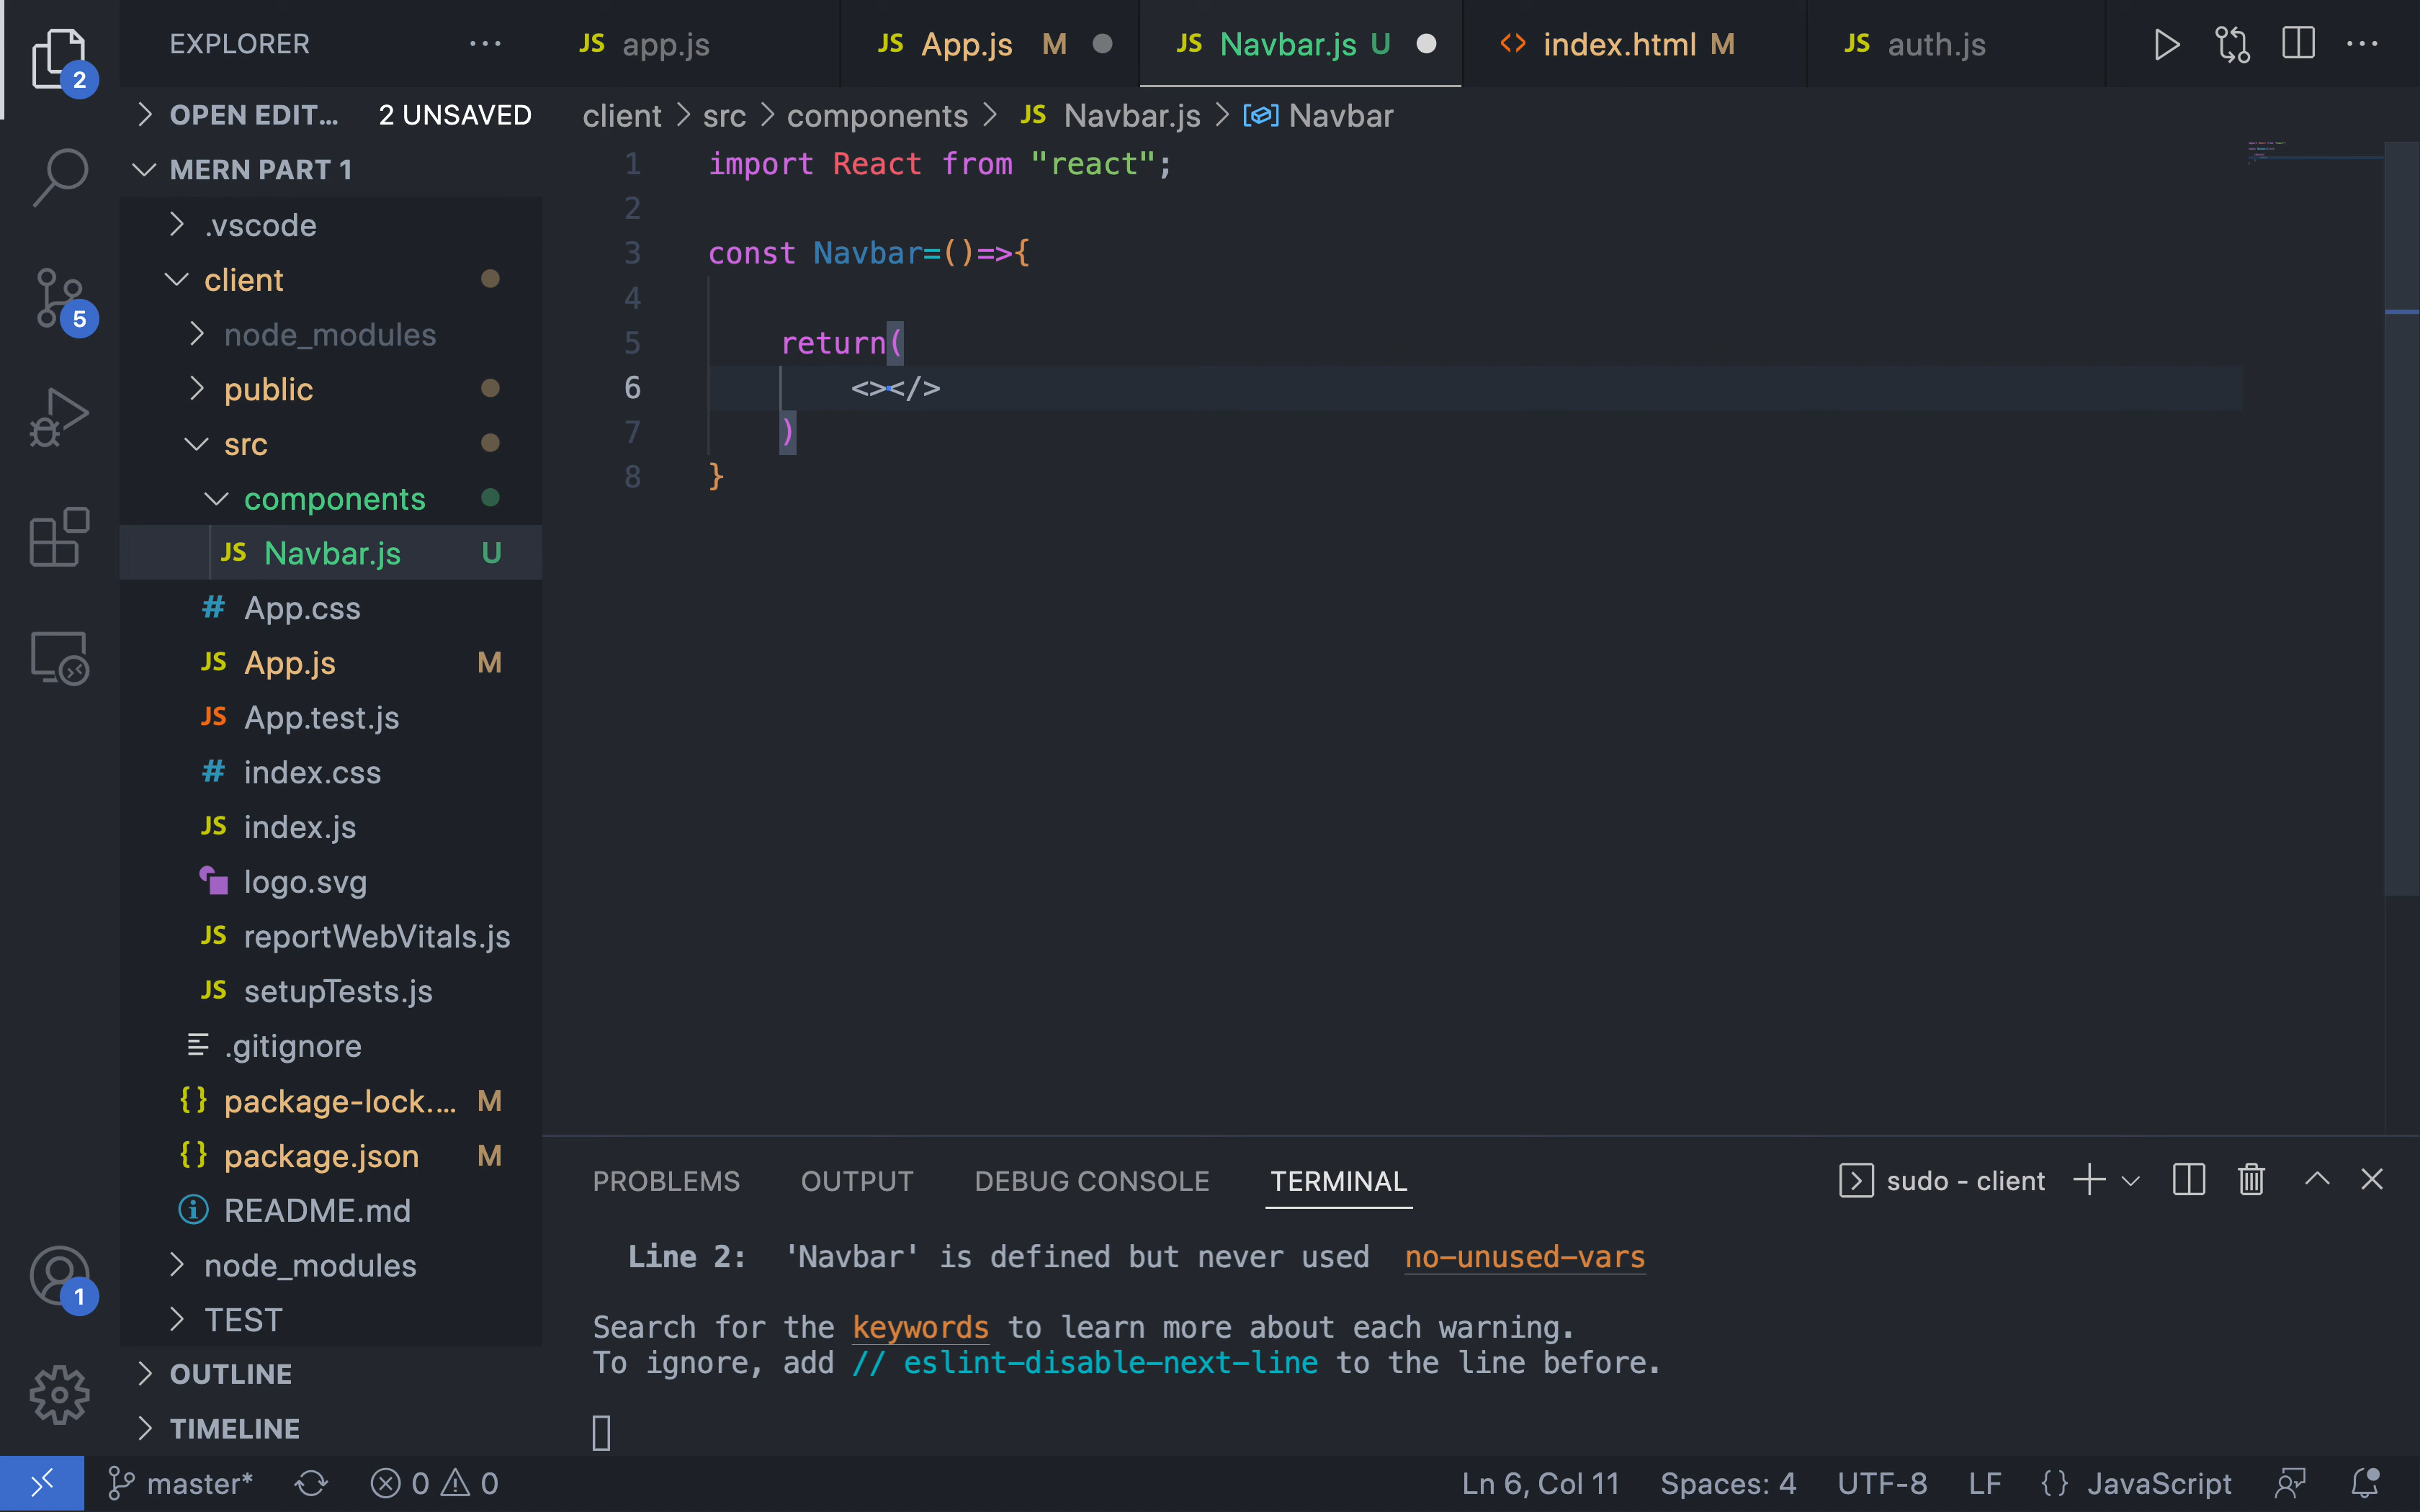 EXPLORER
JS app.js
JS App.js M
JS Navbar.js U
<> index.html M
JS auth.js
2
OPEN EDIT... 2 UNSAVED
client > src > components > JS Navbar.js > Navbar
MERN PART 1
.vscode
client
node_modules
public
src
components
JS Navbar.js U
# App.css
JS App.js M
JS App.test.js
# index.css
JS index.js
logo.svg
JS reportWebVitals.js
JS setupTests.js
.gitignore
{} package-lock.... M
{} package.json M
README.md
node_modules
TEST
OUTLINE
TIMELINE
5
1
1 import React from "react";
2
3 const Navbar=()=>{
4
5 return(
6 <></>
7 )
8 }
PROBLEMS OUTPUT DEBUG CONSOLE TERMINAL
sudo - client
Line 2: 'Navbar' is defined but never used no-unused-vars
Search for the keywords to learn more about each warning.
To ignore, add // eslint-disable-next-line to the line before.
master* 0 0
Ln 6, Col 11 Spaces: 4 UTF-8 LF {} JavaScript